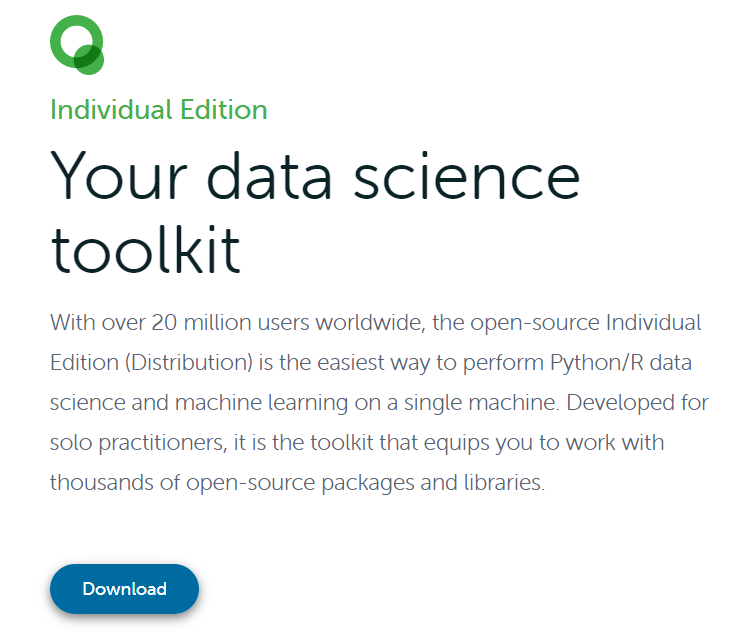 Individual Edition
Your data science
toolkit
With over 20 million users worldwide, the open-source Individual
Edition (Distribution) is the easiest way to perform Python/R data
science and machine learning on a single machine. Developed for
solo practitioners, it is the toolkit that equips you to work with
thousands of open-source packages and libraries.
Download